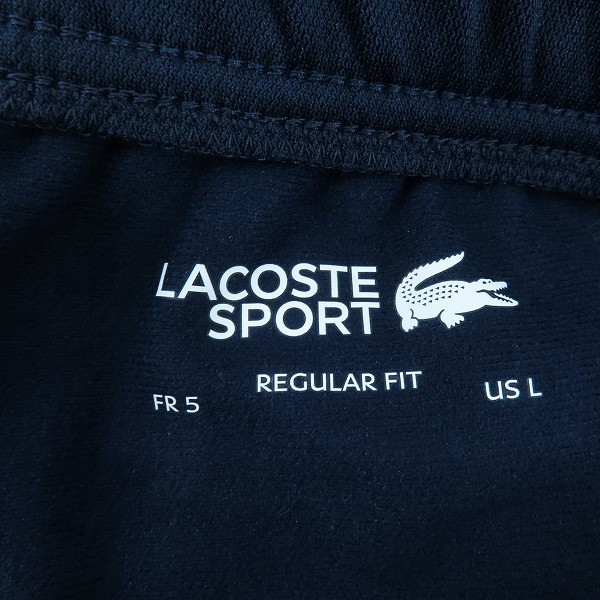 LACOSTE
SPORT
REGULAR FIT
FR 5
US L